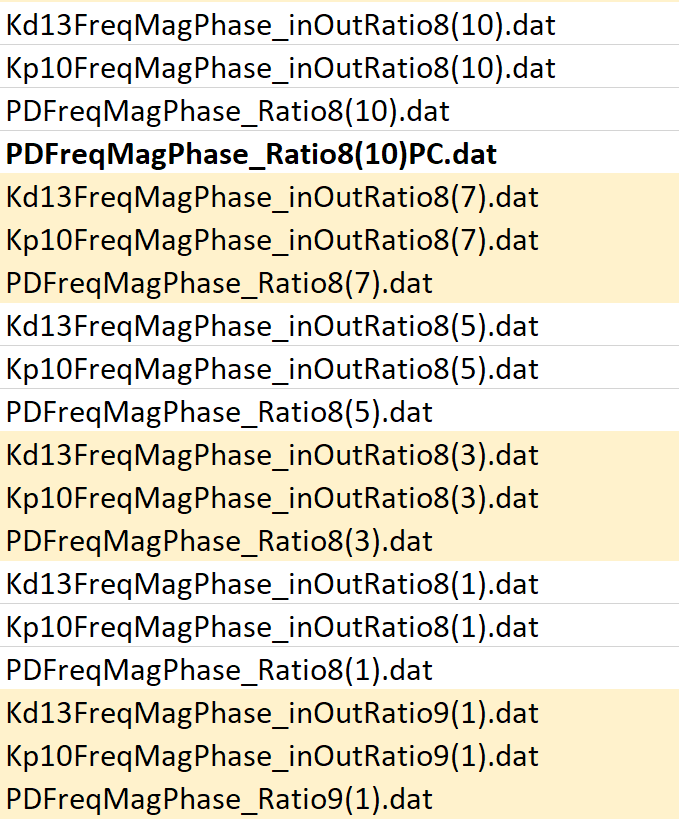 Kd13FreqMagPhase_inOutRatio8(10).dat
Kp10FreqMagPhase_inOutRatio8(10).dat
PDFreqMagPhase_Ratio8(10).dat
PDFreqMagPhase_Ratio8(10)PC.dat
Kd13FreqMagPhase_inOutRatio8(7).dat
Kp10FreqMagPhase_inOutRatio8(7).dat
PDFreqMagPhase_Ratio8(7).dat
Kd13FreqMagPhase_inOutRatio8(5).dat
Kp10FreqMagPhase_inOutRatio8(5).dat
PDFreqMagPhase_Ratio8(5).dat
Kd13FreqMagPhase_inOutRatio8(3).dat
Kp10FreqMagPhase_inOutRatio8(3).dat
PDFreqMagPhase_Ratio8(3).dat
Kd13FreqMagPhase_inOutRatio8(1).dat
Kp10FreqMagPhase_inOutRatio8(1).dat
PDFreqMagPhase_Ratio8(1).dat
Kd13FreqMagPhase_inOutRatio9(1).dat
Kp10FreqMagPhase_inOutRatio9(1).dat
PDFreqMagPhase_Ratio9(1).dat